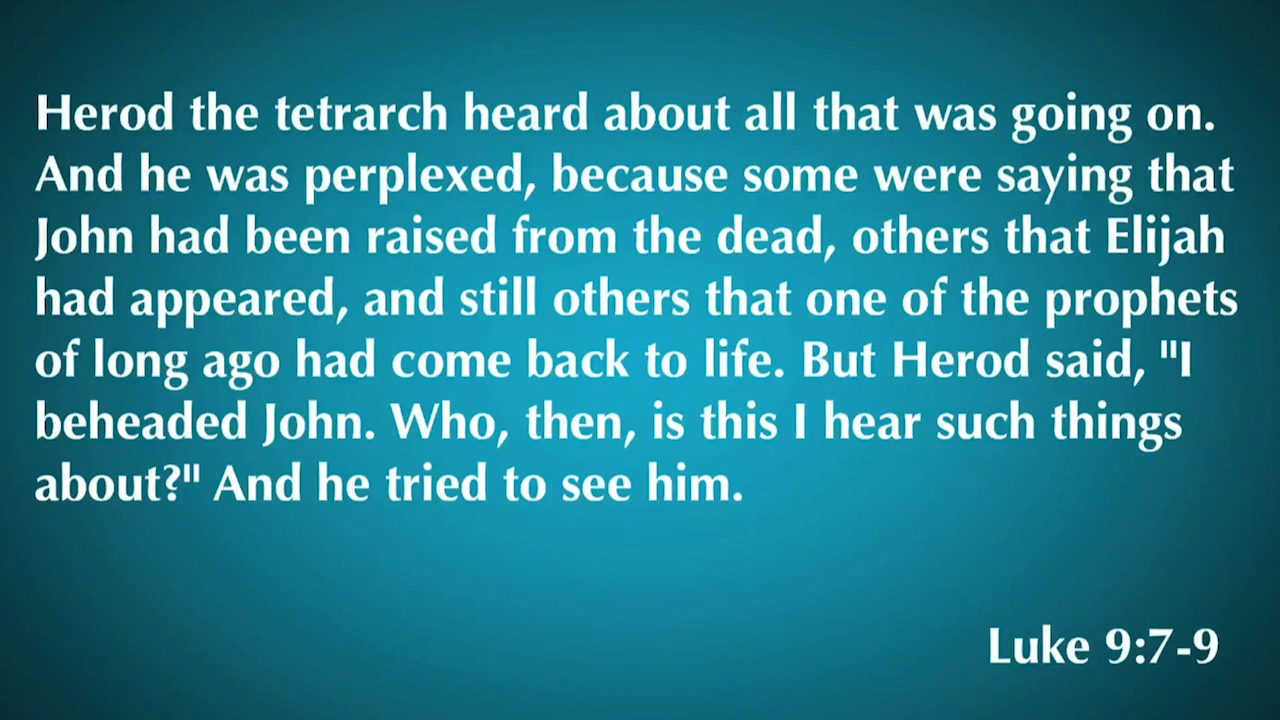 Herod the tetrarch heard about all that was going on.
And he was perplexed, because some were saying that
John had been raised from the dead, others that Elijah
had appeared, and still others that one of the prophets
of long ago had come back to life. But Herod said, "I
beheaded John. Who, then, is this I hear such things
about?" And he tried to see him.
Luke 9:7-9